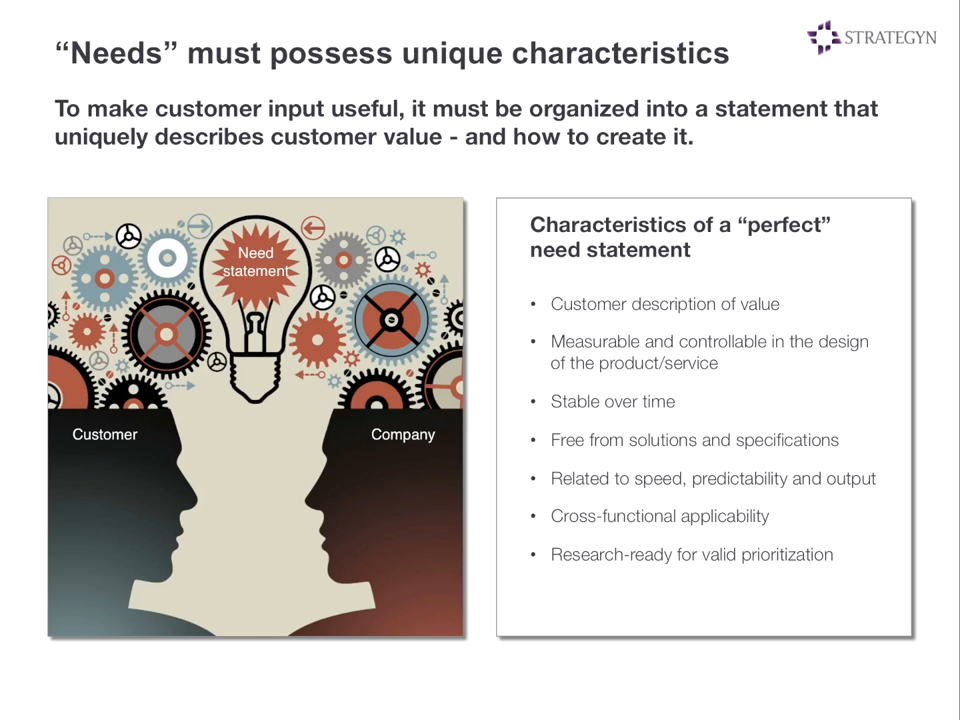 “Needs” must possess unique characteristics
STRATEGYN
To make customer input useful, it must be organized into a statement that
uniquely describes customer value - and how to create it.
Need
statement
Customer
Company
Characteristics of a “perfect”
need statement
• Customer description of value
• Measurable and controllable in the design
of the product/service
• Stable over time
• Free from solutions and specifications
• Related to speed, predictability and output
• Cross-functional applicability
• Research-ready for valid prioritization